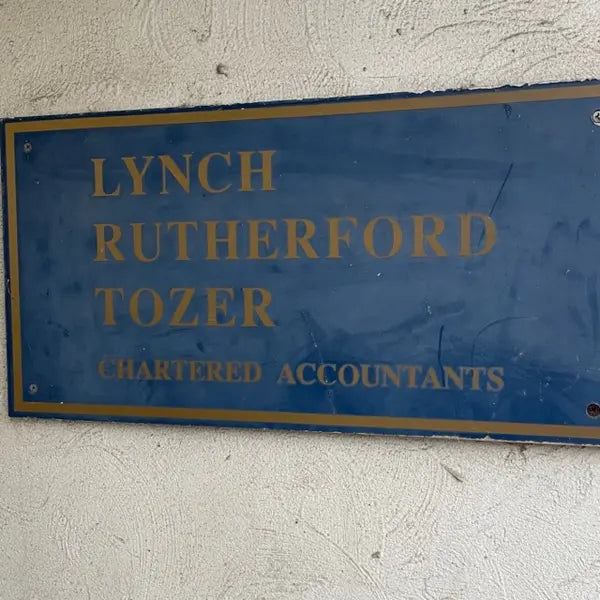 LYNCH
RUTHERFORD
TOZER
CHARTERED ACCOUNTANTS